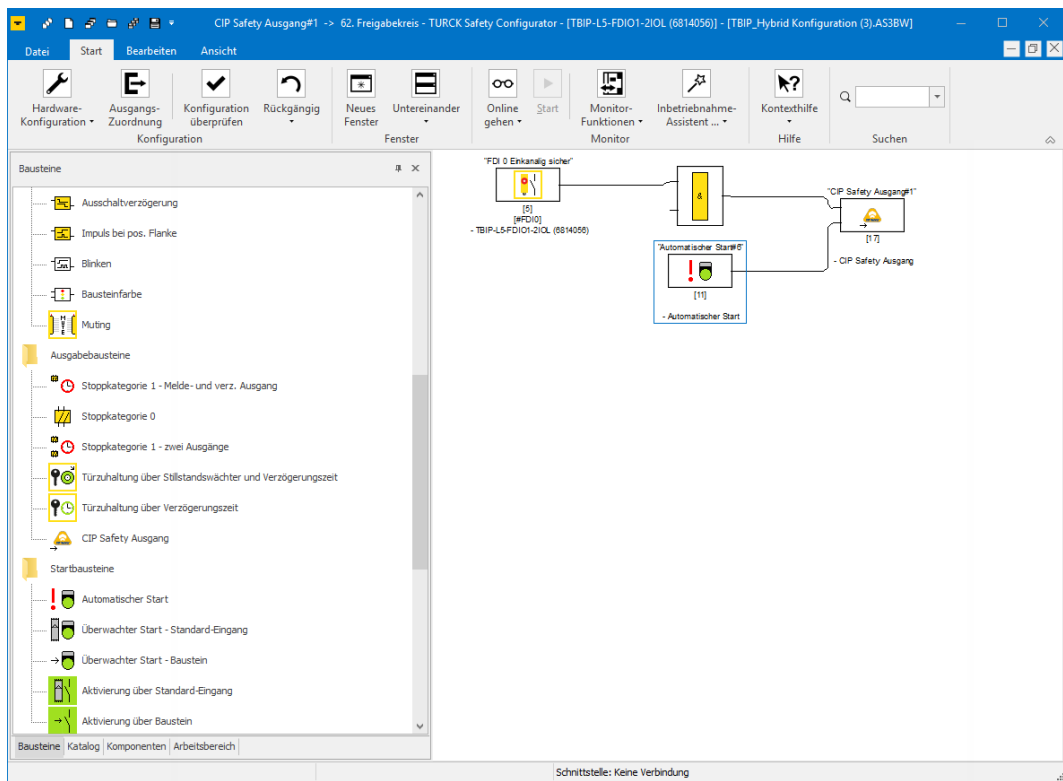 CIP Safety Ausgang#1 -> 62. Freigabekreis - TURCK Safety Configurator - [TBIP-L5-FDIO1-2IOL (6814056)] - [TBIP_Hybrid Konfiguration (3).AS3BW]
Datei Start Bearbeiten Ansicht
Hardware-
Konfiguration
Ausgangs-
Zuordnung
Konfiguration
überprüfen
Rückgängig
Neues
Fenster
Untereinander
Online
gehen
Start
Monitor-
Funktionen
Inbetriebnahme-
Assistent ...
Kontexthilfe
Konfiguration
Fenster
Monitor
Hilfe
Suchen
Bausteine
Ausschaltverzögerung
Impuls bei pos. Flanke
Blinken
Bausteinfarbe
Muting
Ausgabebausteine
Stoppkategorie 1 - Melde- und verz. Ausgang
Stoppkategorie 0
Stoppkategorie 1 - zwei Ausgänge
Türzuhaltung über Stillstandswächter und Verzögerungszeit
Türzuhaltung über Verzögerungszeit
CIP Safety Ausgang
Startbausteine
Automatischer Start
Überwachter Start - Standard-Eingang
Überwachter Start - Baustein
Aktivierung über Standard-Eingang
Aktivierung über Baustein
Bausteine Katalog Komponenten Arbeitsbereich
"FDI 0 Einkanalig sicher"
[5]
[#FDI0]
- TBIP-L5-FDIO1-2IOL (6814056)
&
"CIP Safety Ausgang#1"
[17]
- CIP Safety Ausgang
"Automatischer Start#6"
[11]
- Automatischer Start
Schnittstelle: Keine Verbindung